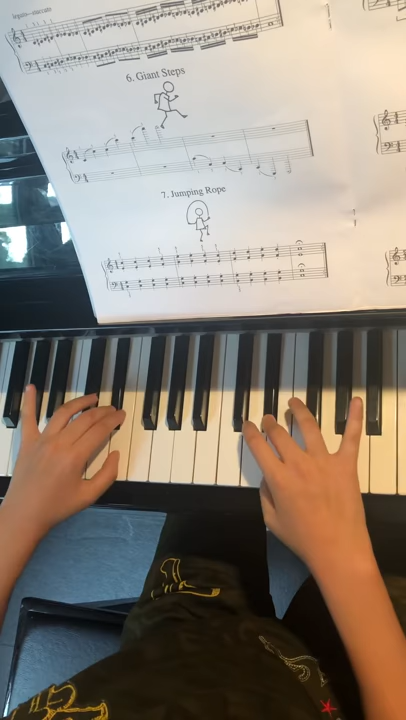 legato—staccato
6. Giant Steps
7. Jumping Rope